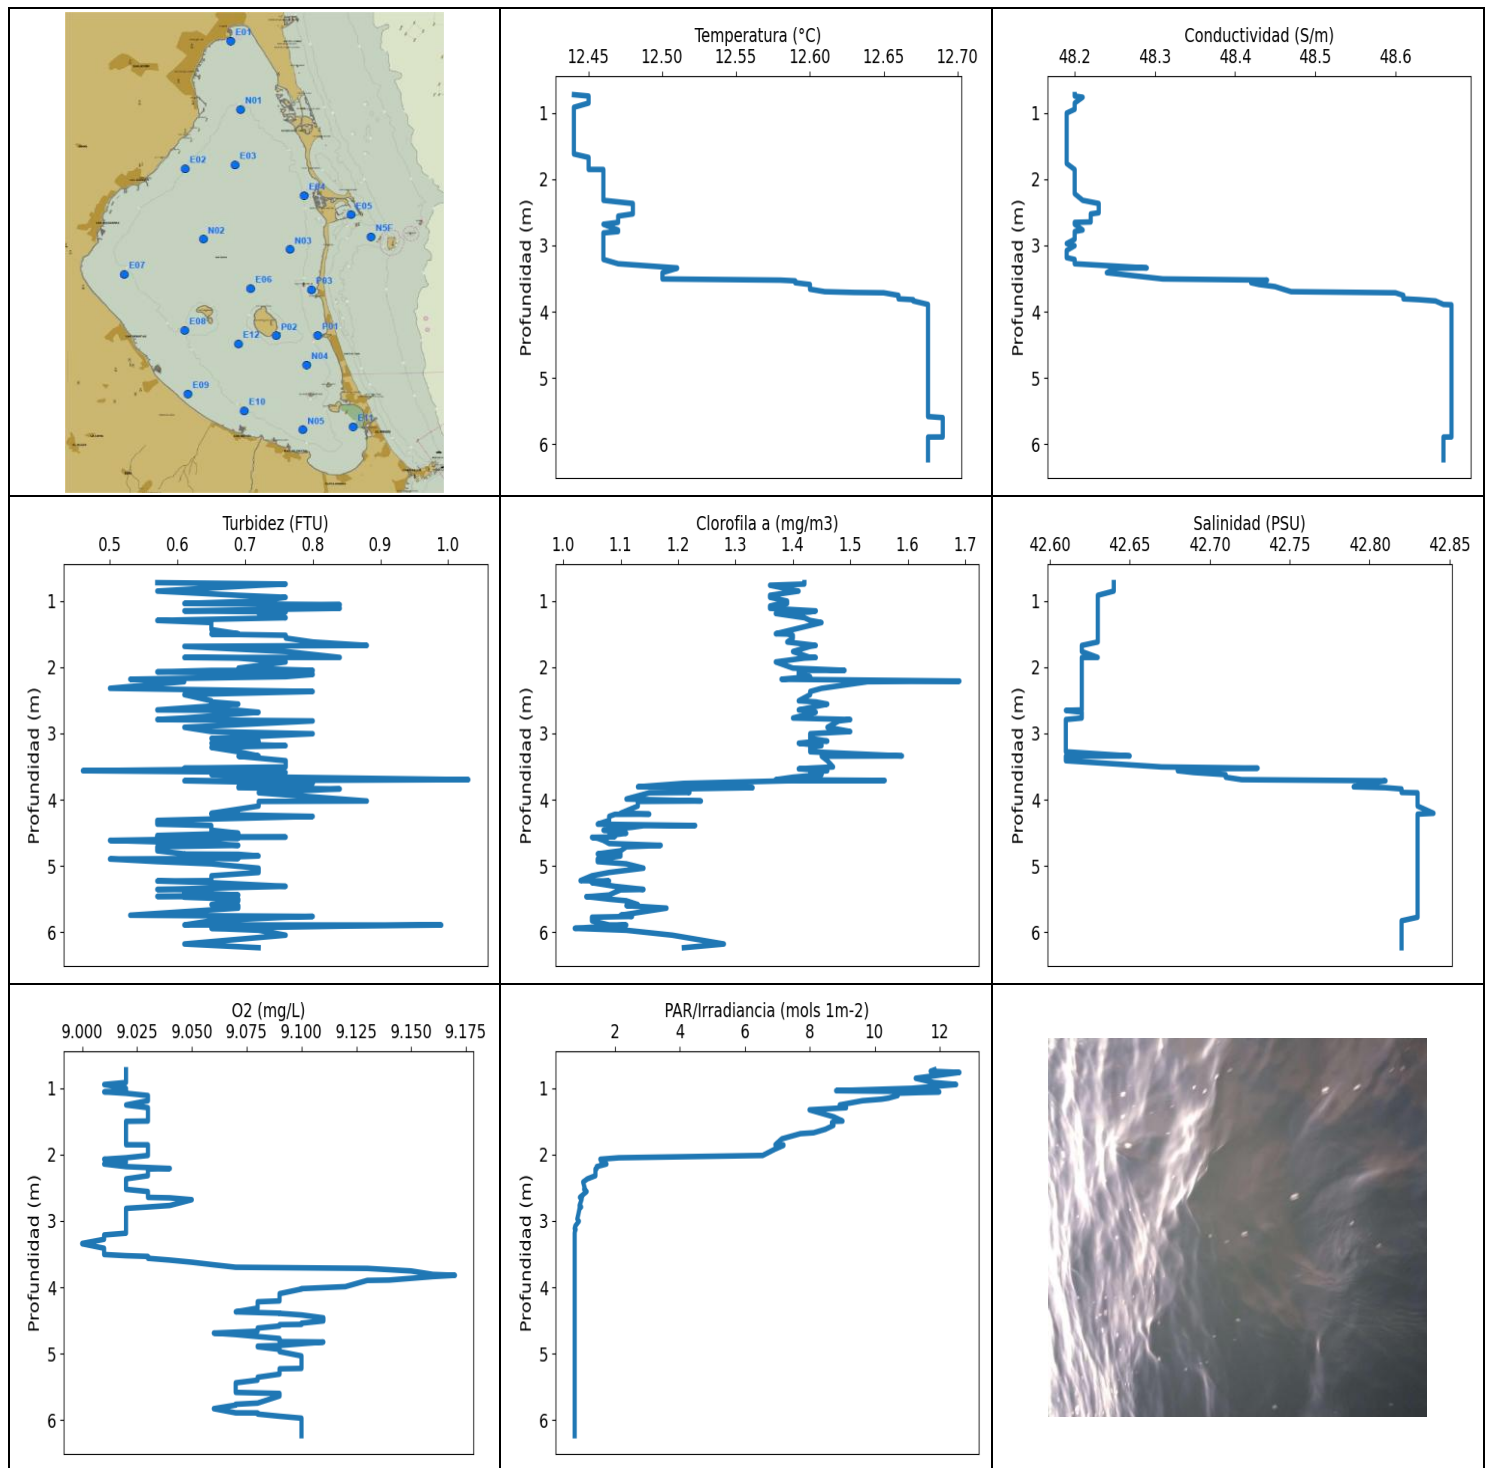 E01
N01
E02
E03
E04
E05
N5F
N02
N03
E07
E06
P03
E08
E12
P02
P01
N04
E09
E10
N05
E11
Temperatura (°C)
12.45 12.50 12.55 12.60 12.65 12.70
Profundidad (m)
1
2
3
4
5
6
Conductividad (S/m)
48.2 48.3 48.4 48.5 48.6
Profundidad (m)
1
2
3
4
5
6
Turbidez (FTU)
0.5 0.6 0.7 0.8 0.9 1.0
Profundidad (m)
1
2
3
4
5
6
Clorofila a (mg/m3)
1.0 1.1 1.2 1.3 1.4 1.5 1.6 1.7
Profundidad (m)
1
2
3
4
5
6
Salinidad (PSU)
42.60 42.65 42.70 42.75 42.80 42.85
Profundidad (m)
1
2
3
4
5
6
O2 (mg/L)
9.000 9.025 9.050 9.075 9.100 9.125 9.150 9.175
Profundidad (m)
1
2
3
4
5
6
PAR/Irradiancia (mols 1m-2)
2 4 6 8 10 12
Profundidad (m)
1
2
3
4
5
6